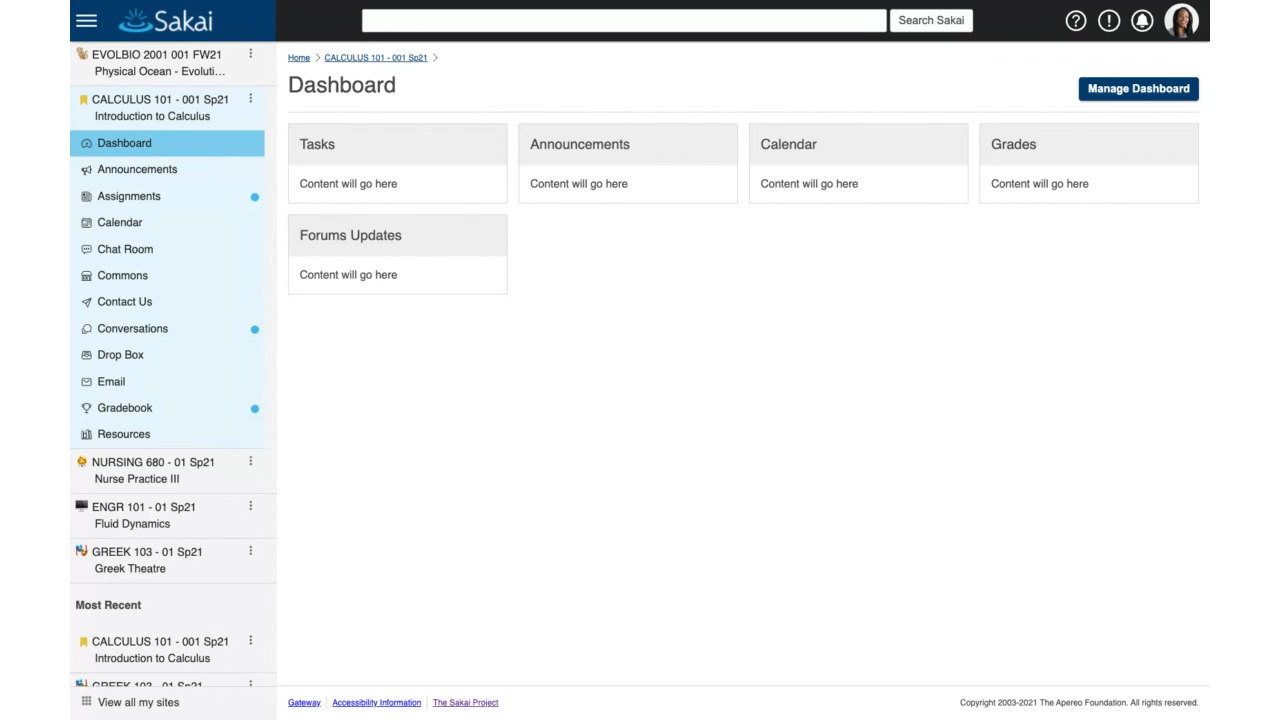 Sakai
Search Sakai
EVOLBIO 2001 001 FW21
Physical Ocean - Evoluti...
CALCULUS 101 - 001 Sp21
Introduction to Calculus
Dashboard
Announcements
Assignments
Calendar
Chat Room
Commons
Contact Us
Conversations
Drop Box
Email
Gradebook
Resources
NURSING 680 - 01 Sp21
Nurse Practice III
ENGR 101 - 01 Sp21
Fluid Dynamics
GREEK 103 - 01 Sp21
Greek Theatre
Most Recent
CALCULUS 101 - 001 Sp21
Introduction to Calculus
GREEK 103 - 01 Sp21
View all my sites
Home > CALCULUS 101 - 001 Sp21 >
Dashboard
Manage Dashboard
Tasks
Content will go here
Announcements
Content will go here
Calendar
Content will go here
Grades
Content will go here
Forums Updates
Content will go here
Gateway | Accessibility Information | The Sakai Project
Copyright 2003-2021 The Apereo Foundation. All rights reserved.